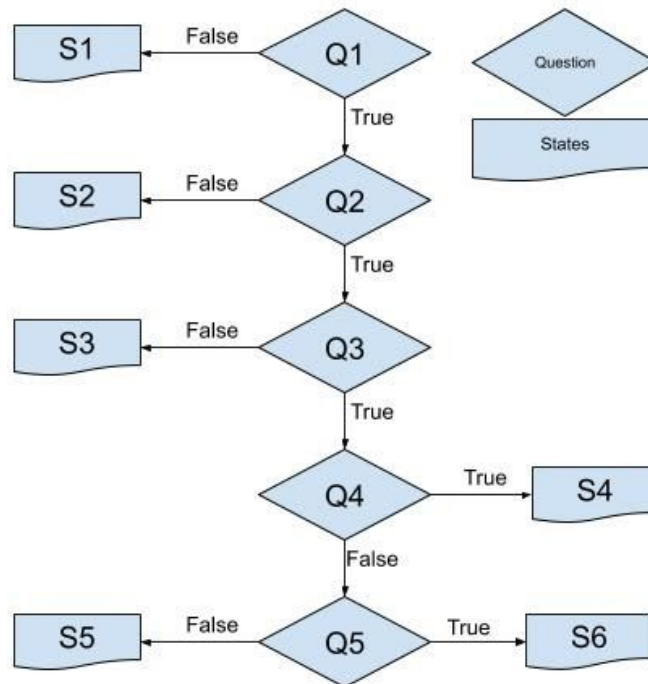 S1
False
Q1
Question
True
States
S2
False
Q2
True
S3
False
Q3
True
Q4
True
S4
False
S5
False
Q5
True
S6